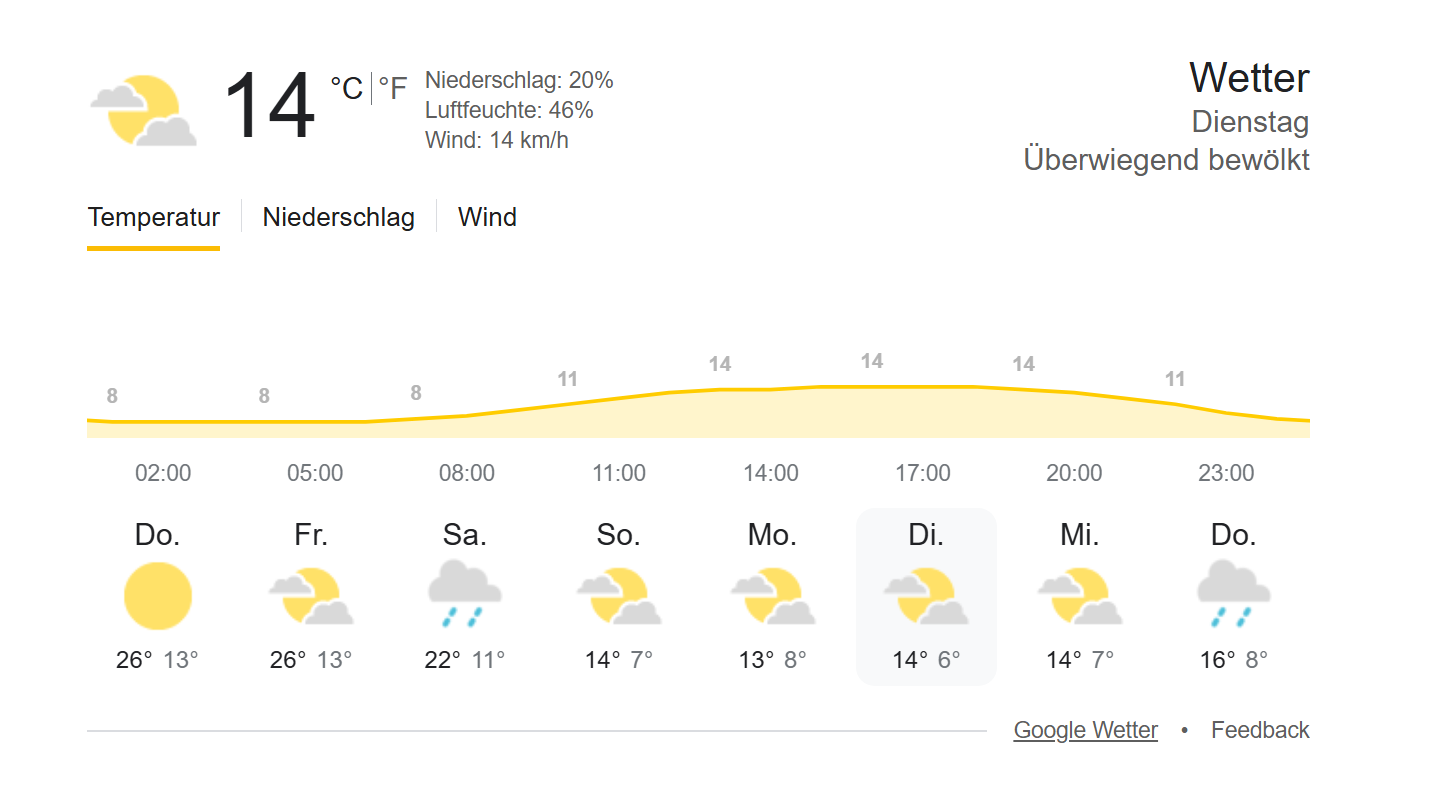 14 °C | °F
Niederschlag: 20%
Luftfeuchte: 46%
Wind: 14 km/h
Wetter
Dienstag
Überwiegend bewölkt
Temperatur | Niederschlag | Wind
8 8 8 11 14 14 14 11
02:00 05:00 08:00 11:00 14:00 17:00 20:00 23:00
Do. Fr. Sa. So. Mo. Di. Mi. Do.
26° 13° 26° 13° 22° 11° 14° 7° 13° 8° 14° 6° 14° 7° 16° 8°
Google Wetter • Feedback